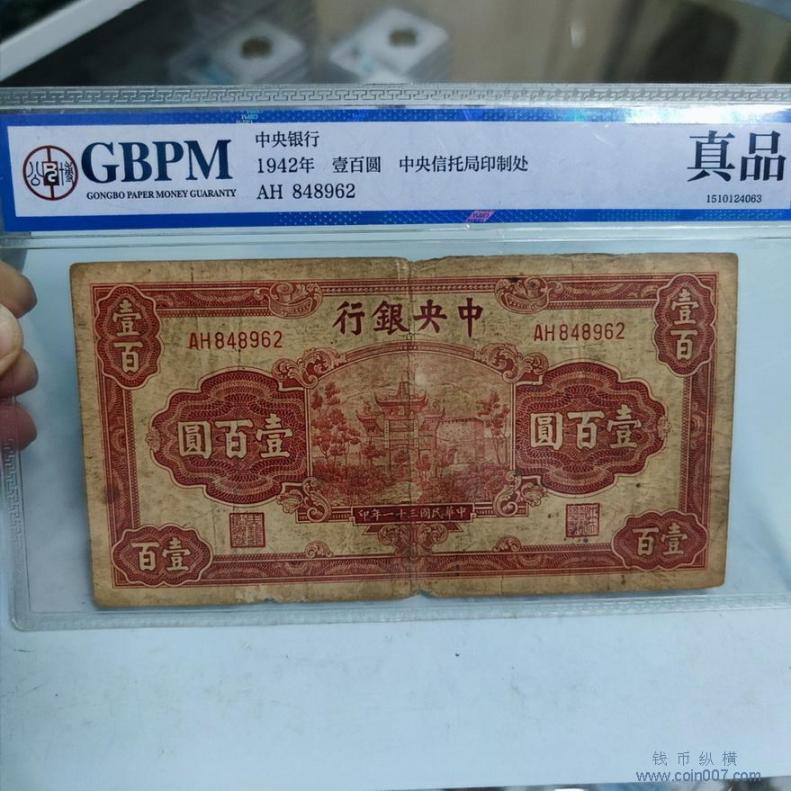 GBPM
GONGBO PAPER MONEY GUARANTY
中央银行
1942年 壹百圆 中央信托局印制处
AH 848962
真品
1510124063
壹百
行銀央中
壹百
AH848962
AH848962
圓百壹
圓百壹
印年一十三國民華中
百壹
百壹
钱币纵横
www.coin007.com